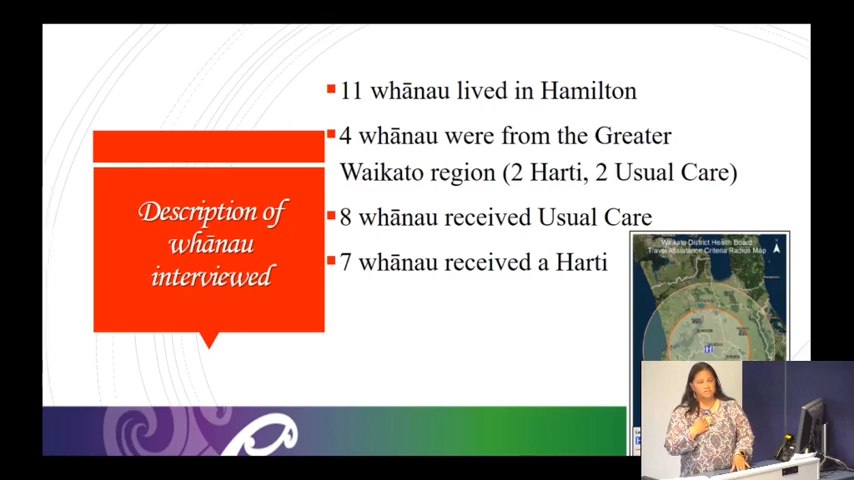 11 whānau lived in Hamilton
4 whānau were from the Greater
Waikato region (2 Harti, 2 Usual Care)
8 whānau received Usual Care
7 whānau received a Harti
Description of
whānau
interviewed
Waikato District Health Board
Travel Assistance Criteria Radius Map
H